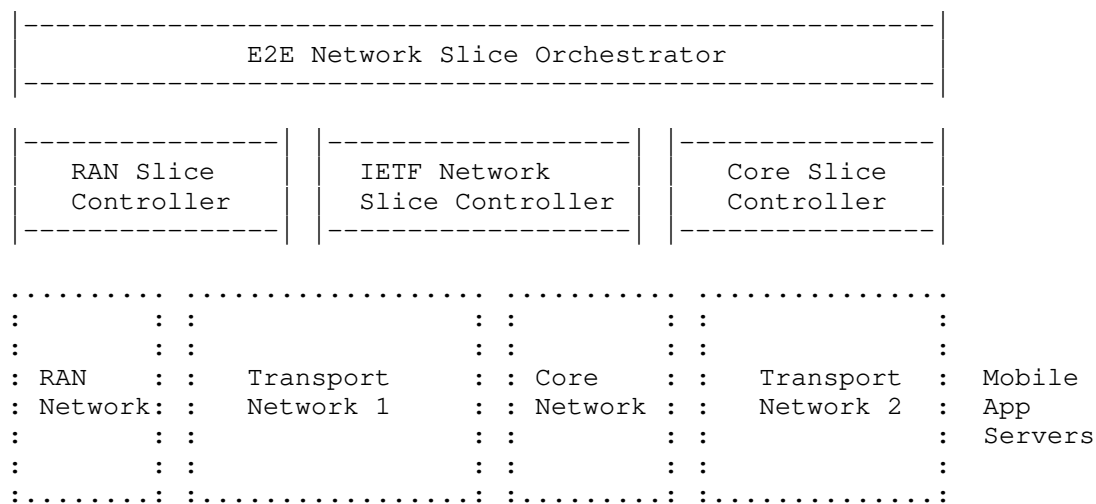 E2E Network Slice Orchestrator
RAN Slice Controller
IETF Network Slice Controller
Core Slice Controller
RAN Network
Transport Network 1
Core Network
Transport Network 2
Mobile App Servers